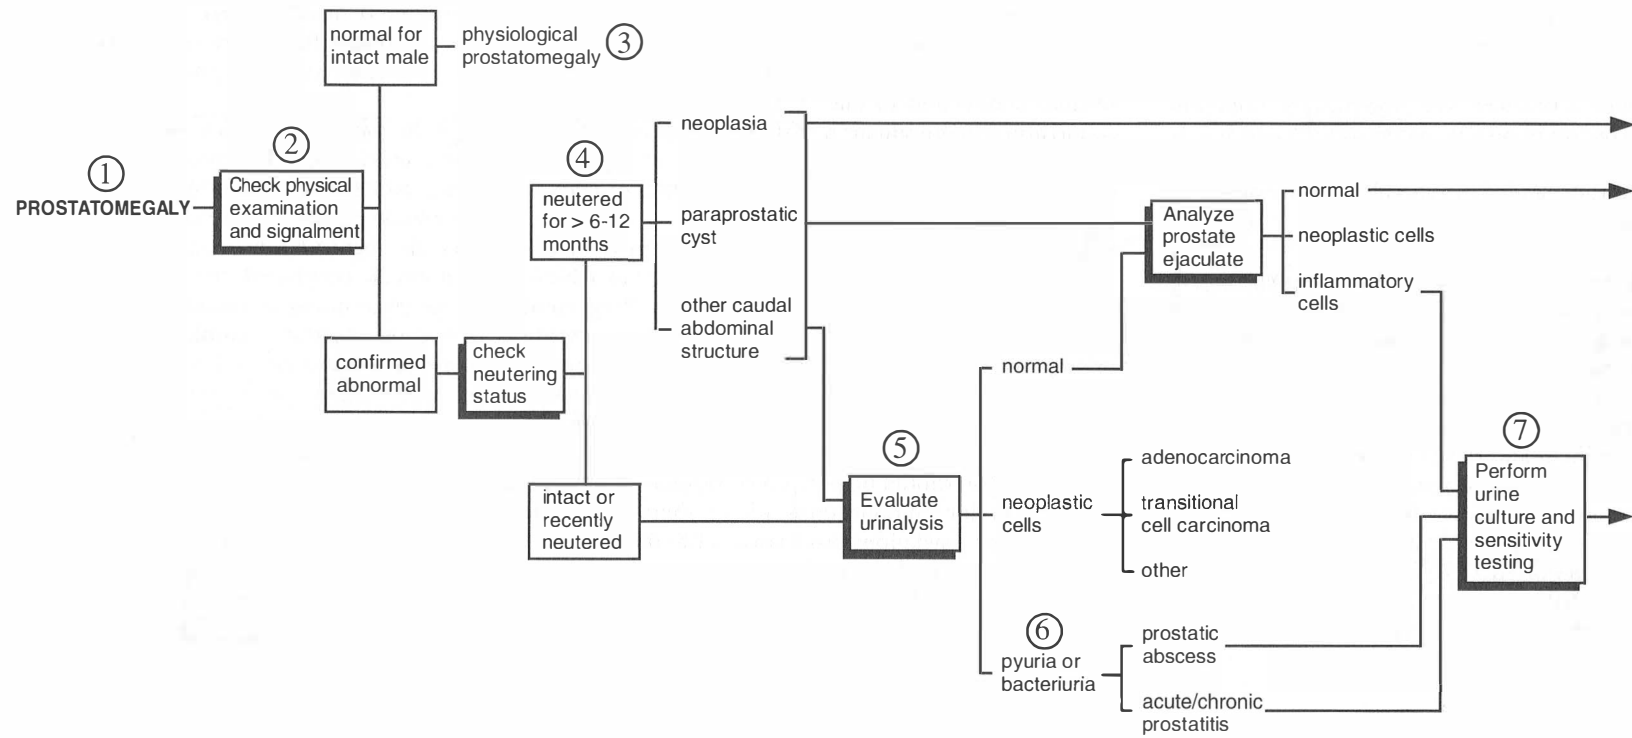 normal for
intact male
physiological
prostatomegaly
3
1
PROSTATOMEGALY
2
Check physical
examination
and signalment
confirmed
abnormal
check
neutering
status
4
neutered
for > 6-12
months
neoplasia
paraprostatic
cyst
other caudal
abdominal
structure
intact or
recently
neutered
5
Evaluate
urinalysis
normal
neoplastic
cells
adenocarcinoma
transitional
cell carcinoma
other
6
pyuria or
bacteriuria
prostatic
abscess
acute/chronic
prostatitis
Analyze
prostate
ejaculate
normal
neoplastic cells
inflammatory
cells
7
Perform
urine
culture and
sensitivity
testing